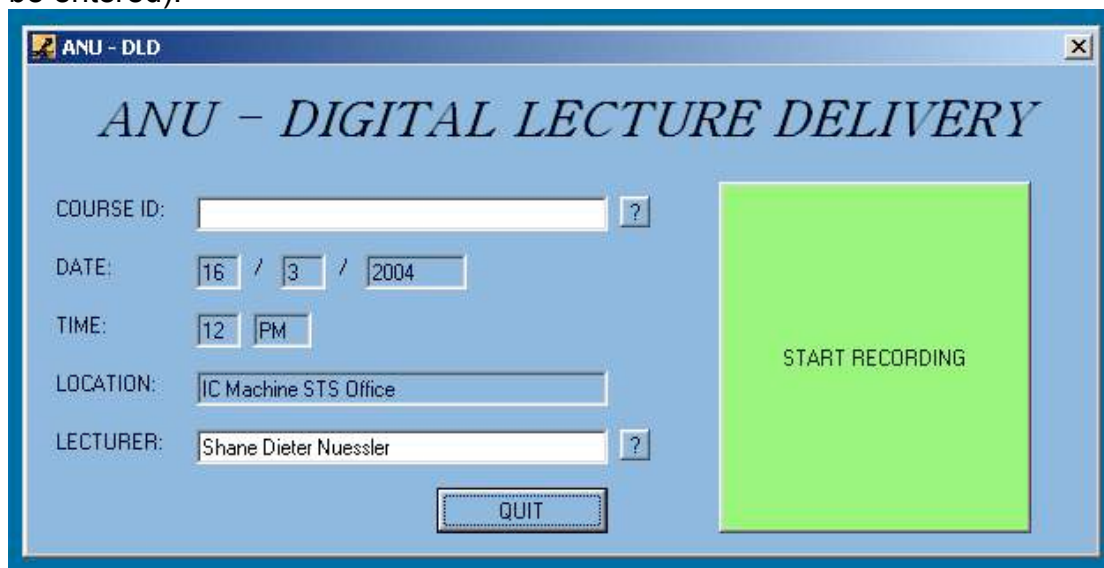 be entered).
ANU - DLD
ANU - DIGITAL LECTURE DELIVERY
COURSE ID: ?
DATE: 16 / 3 / 2004
TIME: 12 PM
LOCATION: IC Machine STS Office
LECTURER: Shane Dieter Nuessler ?
QUIT
START RECORDING